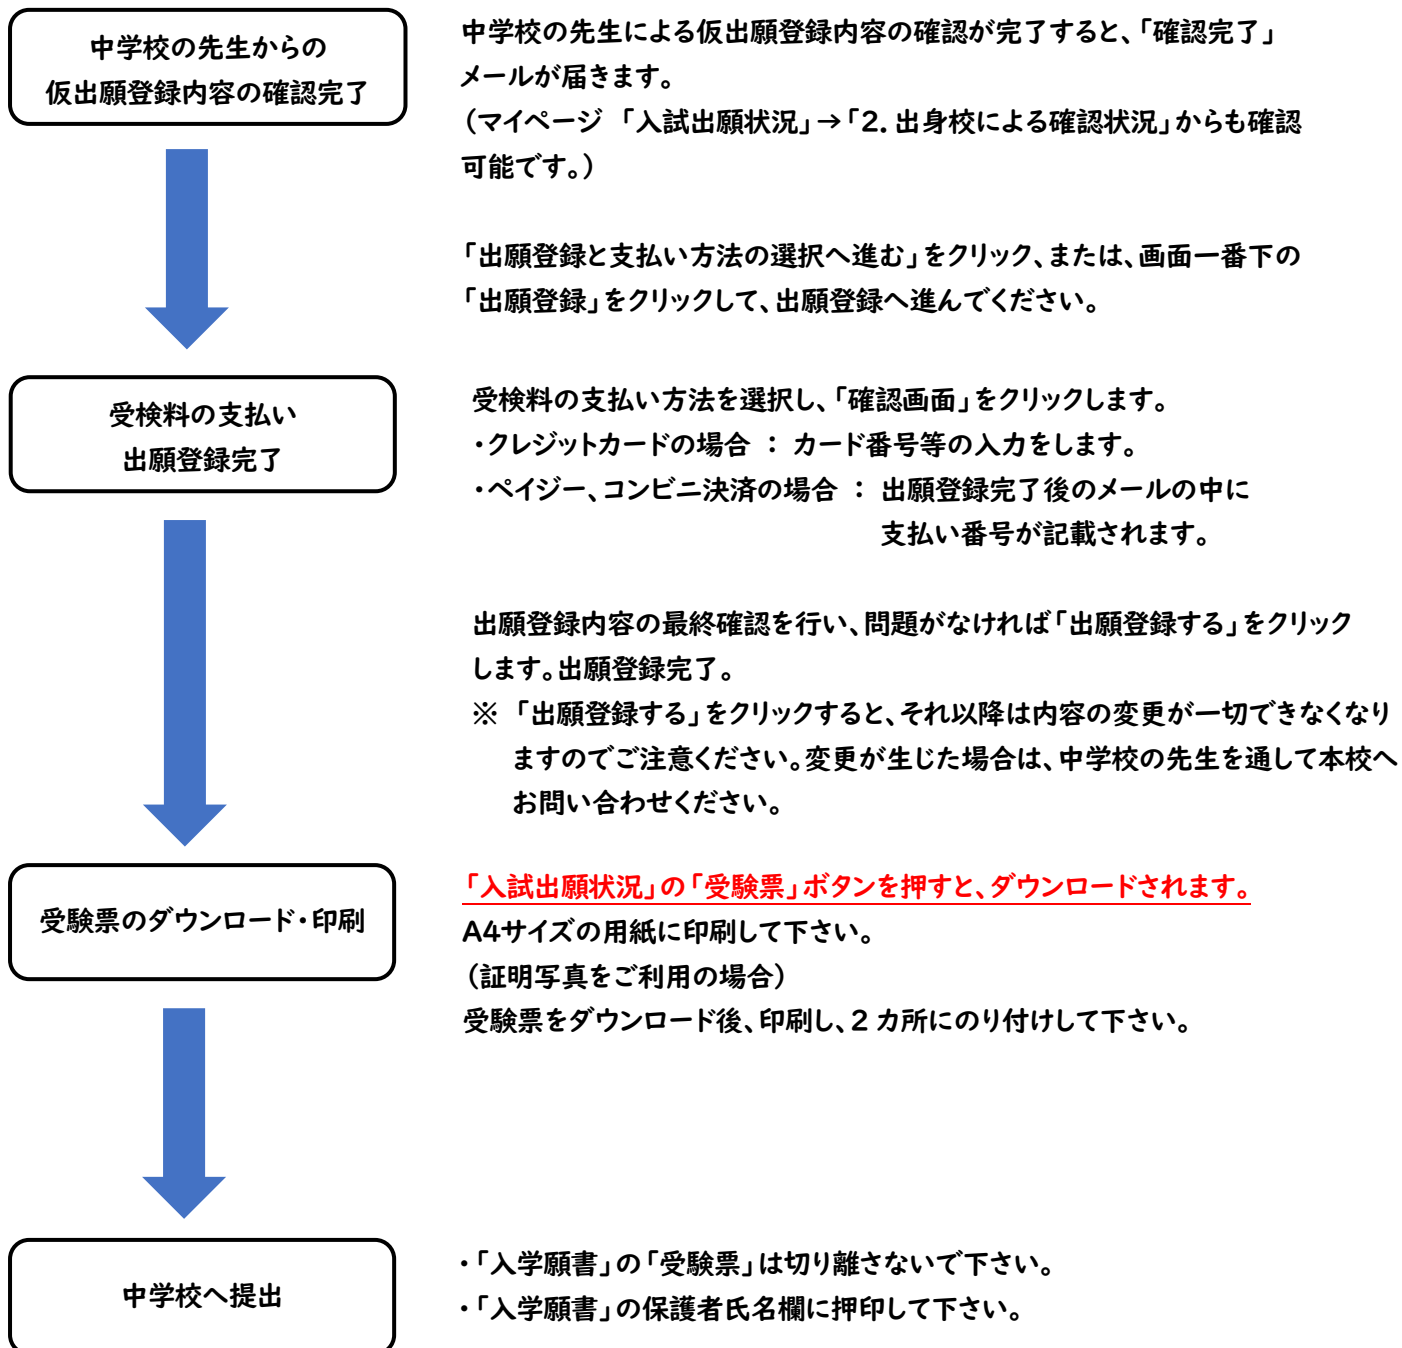 中学校の先生からの
仮出願登録内容の確認完了
中学校の先生による仮出願登録内容の確認が完了すると、「確認完了」
メールが届きます。
（マイページ 「入試出願状況」→「2．出身校による確認状況」からも確認
可能です。）
「出願登録と支払い方法の選択へ進む」をクリック、または、画面一番下の
「出願登録」をクリックして、出願登録へ進んでください。
受検料の支払い
出願登録完了
受検料の支払い方法を選択し、「確認画面」をクリックします。
・クレジットカードの場合 ： カード番号等の入力をします。
・ペイジー、コンビニ決済の場合 ： 出願登録完了後のメールの中に
支払い番号が記載されます。
出願登録内容の最終確認を行い、問題がなければ「出願登録する」をクリック
します。出願登録完了。
※ 「出願登録する」をクリックすると、それ以降は内容の変更が一切できなくなり
ますのでご注意ください。変更が生じた場合は、中学校の先生を通して本校へ
お問い合わせください。
受験票のダウンロード・印刷
「入試出願状況」の「受験票」ボタンを押すと、ダウンロードされます。
A4サイズの用紙に印刷して下さい。
（証明写真をご利用の場合）
受験票をダウンロード後、印刷し、2 カ所にのり付けして下さい。
中学校へ提出
・「入学願書」の「受験票」は切り離さないで下さい。
・「入学願書」の保護者氏名欄に押印して下さい。